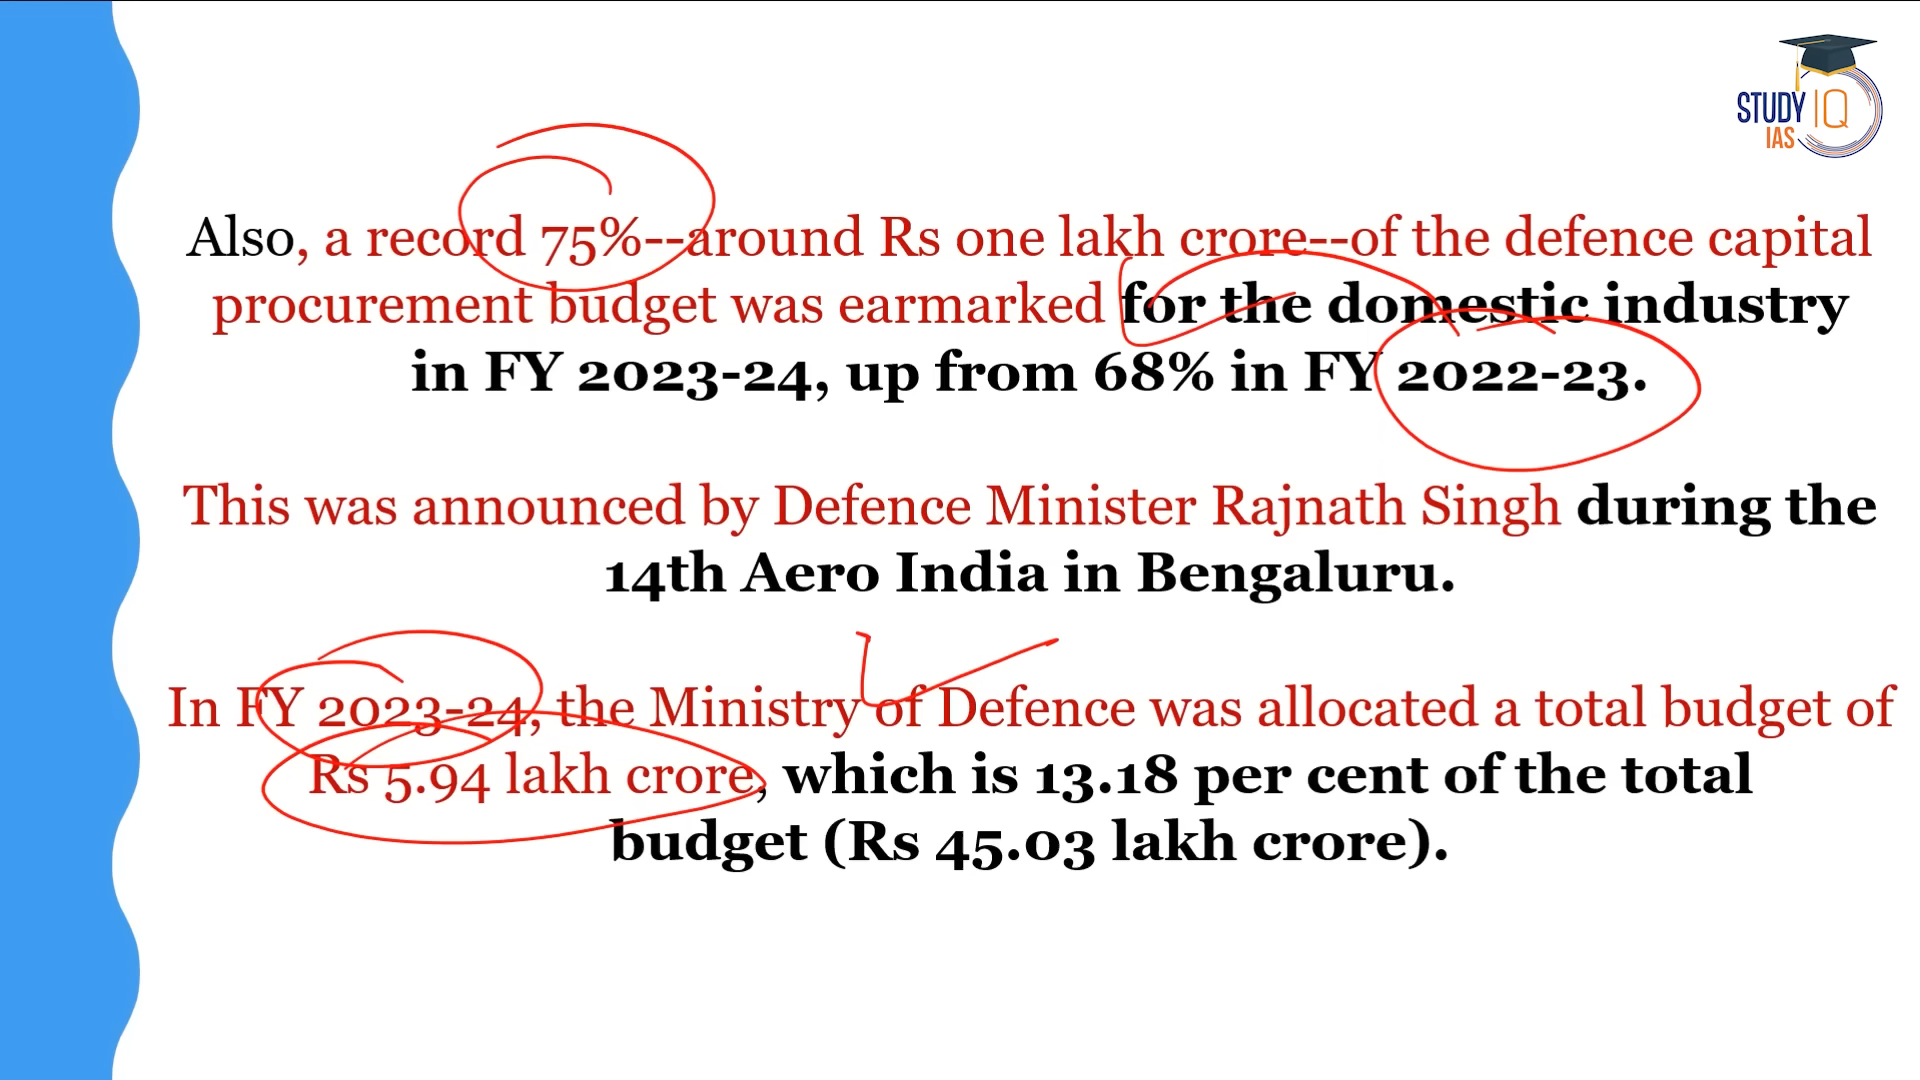 STUDY IQ
IAS
Also, a record 75%--around Rs one lakh crore--of the defence capital
procurement budget was earmarked for the domestic industry
in FY 2023-24, up from 68% in FY 2022-23.
This was announced by Defence Minister Rajnath Singh during the
14th Aero India in Bengaluru.
In FY 2023-24, the Ministry of Defence was allocated a total budget of
Rs 5.94 lakh crore, which is 13.18 per cent of the total
budget (Rs 45.03 lakh crore).